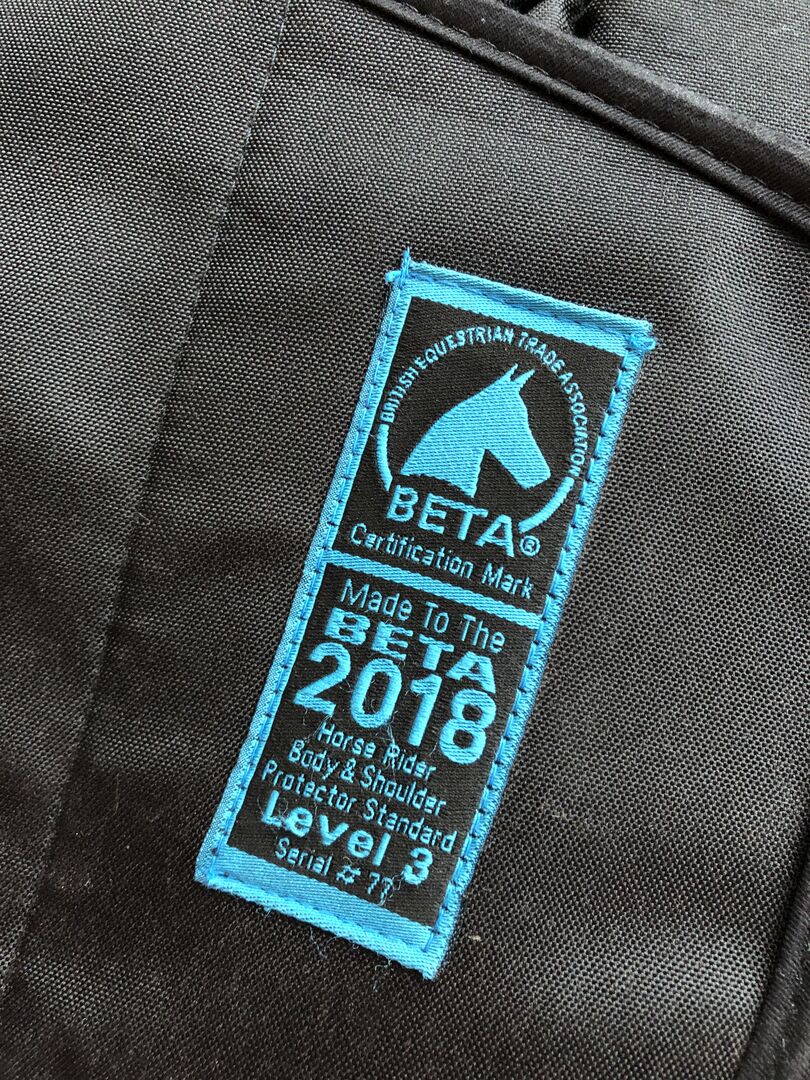 BRITISH EQUESTRIAN TRADE ASSOCIATION
BETA®
Certification Mark
Made To The
BETA
2018
Horse Rider
Body & Shoulder
Protector Standard
Level 3
Serial # 77